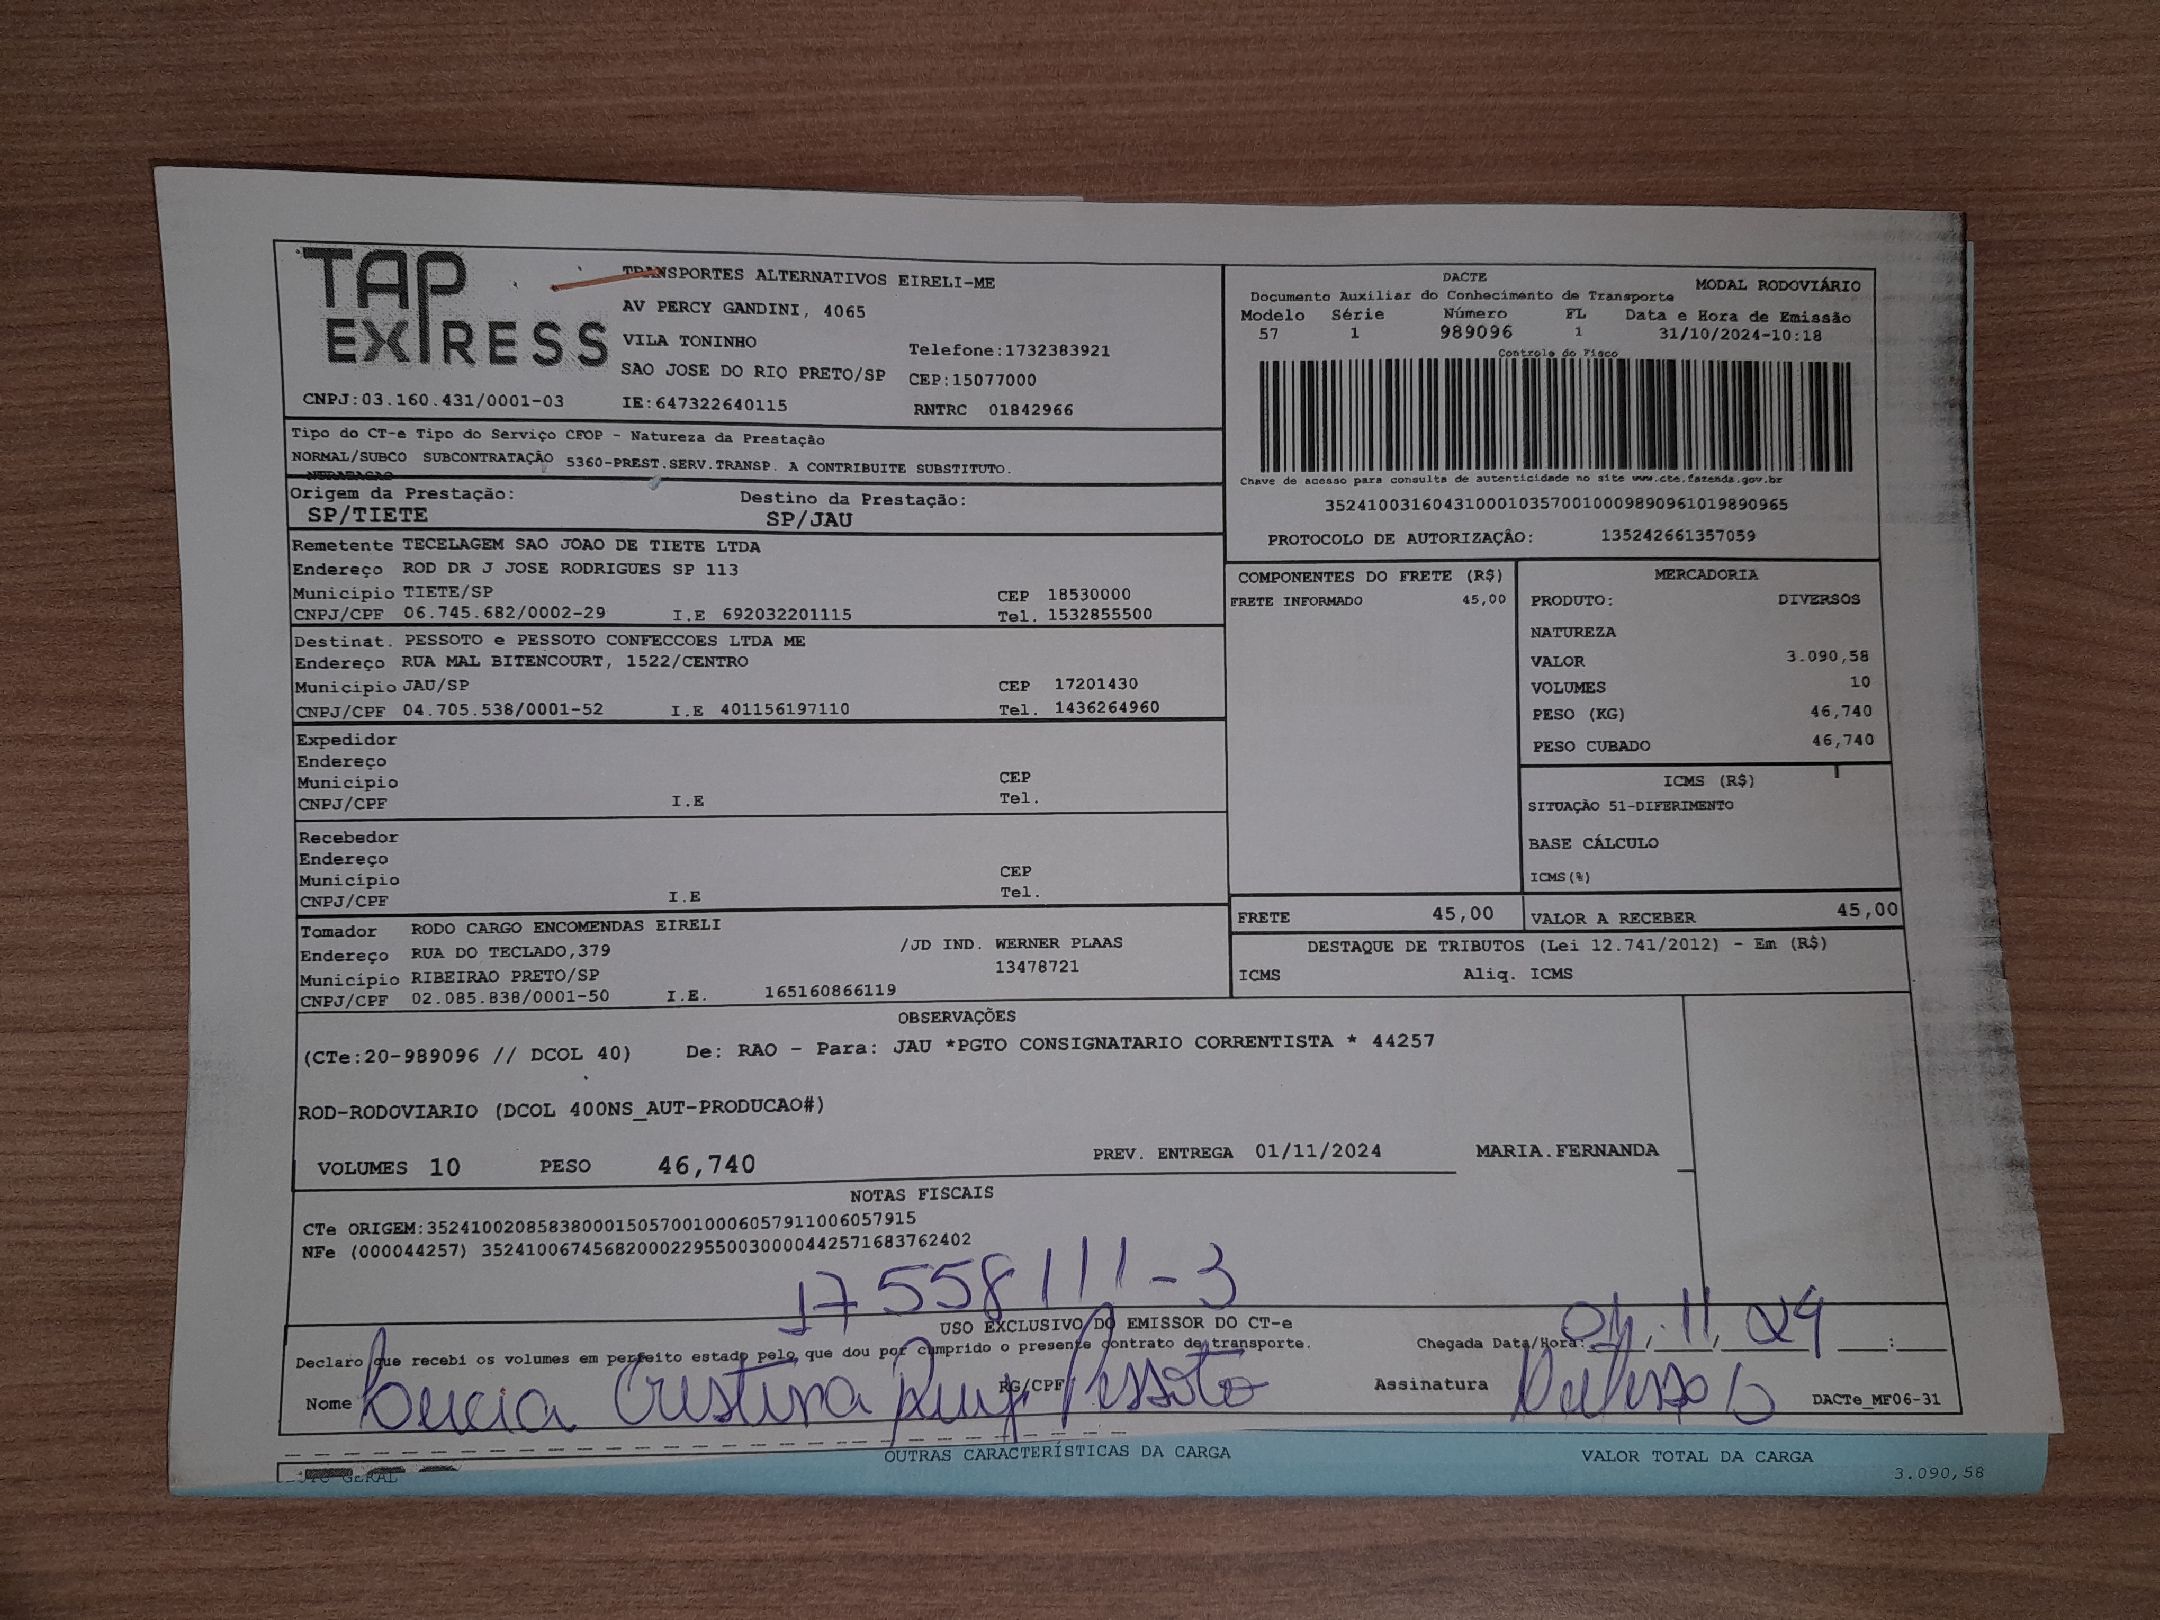 TAP EXPRESS
TRANSPORTES ALTERNATIVOS EIRELI-ME
AV PERCY GANDINI, 4065
VILA TONINHO Telefone:1732383921
SAO JOSE DO RIO PRETO/SP CEP:15077000
CNPJ:03.160.431/0001-03 IE:647322640115 RNTRC 01842966
DACTE MODAL RODOVIÁRIO
Documento Auxiliar do Conhecimento de Transporte
Modelo Série Número FL Data e Hora de Emissão
57 1 989096 1 31/10/2024-10:18
Controle do Fisco
Chave de acesso para consulta de autenticidade no site www.cte.fazenda.gov.br
35241003160431000103570010009890961019890965
PROTOCOLO DE AUTORIZAÇÃO: 135242661357059
Tipo do CT-e Tipo do Serviço CFOP - Natureza da Prestação
NORMAL/SUBCO SUBCONTRATAÇÃO 5360-PREST.SERV.TRANSP. A CONTRIBUITE SUBSTITUTO.
Origem da Prestação: Destino da Prestação:
SP/TIETE SP/JAU
Remetente TECELAGEM SAO JOAO DE TIETE LTDA
Endereço ROD DR J JOSE RODRIGUES SP 113
Município TIETE/SP CEP 18530000
CNPJ/CPF 06.745.682/0002-29 I.E 692032201115 Tel. 1532855500
Destinat. PESSOTO e PESSOTO CONFECCOES LTDA ME
Endereço RUA MAL BITENCOURT, 1522/CENTRO
Município JAU/SP CEP 17201430
CNPJ/CPF 04.705.538/0001-52 I.E 401156197110 Tel. 1436264960
Expedidor
Endereço
Município CEP
CNPJ/CPF I.E Tel.
Recebedor
Endereço
Município CEP
CNPJ/CPF I.E Tel.
Tomador RODO CARGO ENCOMENDAS EIRELI
Endereço RUA DO TECLADO,379 /JD IND. WERNER PLAAS
Município RIBEIRAO PRETO/SP 13478721
CNPJ/CPF 02.085.838/0001-50 I.E. 165160866119
COMPONENTES DO FRETE (R$)
FRETE INFORMADO 45,00
MERCADORIA
PRODUTO: DIVERSOS
NATUREZA
VALOR 3.090,58
VOLUMES 10
PESO (KG) 46,740
PESO CUBADO 46,740
ICMS (R$)
SITUAÇÃO 51-DIFERIMENTO
BASE CÁLCULO
ICMS(%)
FRETE 45,00 VALOR A RECEBER 45,00
DESTAQUE DE TRIBUTOS (Lei 12.741/2012) - Em (R$)
ICMS Aliq. ICMS
OBSERVAÇÕES
(CTe:20-989096 // DCOL 40) De: RAO - Para: JAU *PGTO CONSIGNATARIO CORRENTISTA * 44257
ROD-RODOVIARIO (DCOL 400NS_AUT-PRODUCAO#)
VOLUMES 10 PESO 46,740 PREV. ENTREGA 01/11/2024 MARIA.FERNANDA
NOTAS FISCAIS
CTe ORIGEM:35241002085838000150570010006057911006057915
NFe (000044257) 35241006745682000229550030000442571683762402
17558111-3
USO EXCLUSIVO DO EMISSOR DO CT-e
Declaro que recebi os volumes em perfeito estado pelo que dou por cumprido o presente contrato de transporte. Chegada Data/Hora: 04.11.24 :
Nome Lucia Cristina Pessoto RG/CPF Assinatura DACTe_MF06-31
OUTRAS CARACTERÍSTICAS DA CARGA VALOR TOTAL DA CARGA
3.090,58